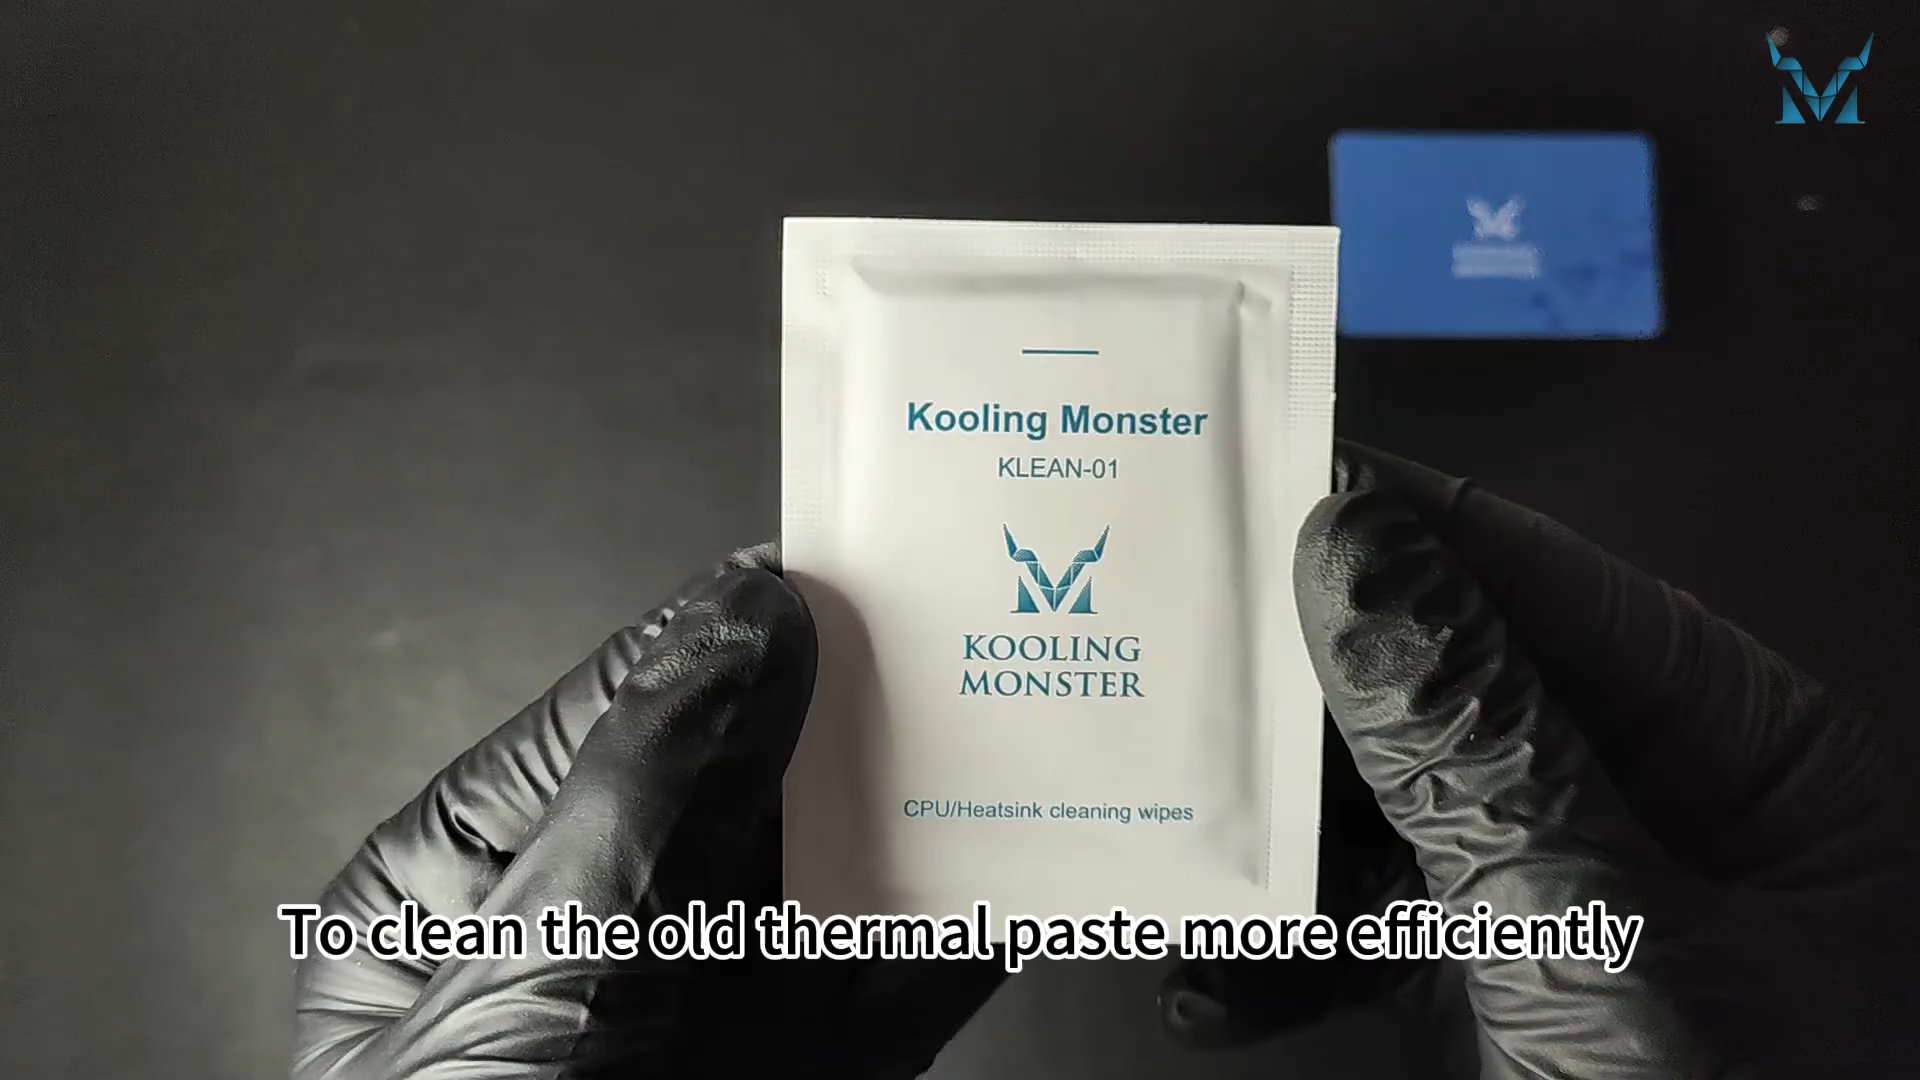 Kooling Monster
KLEAN-01
KOOLING
MONSTER
CPU/Heatsink cleaning wipes
To clean the old thermal paste more efficiently